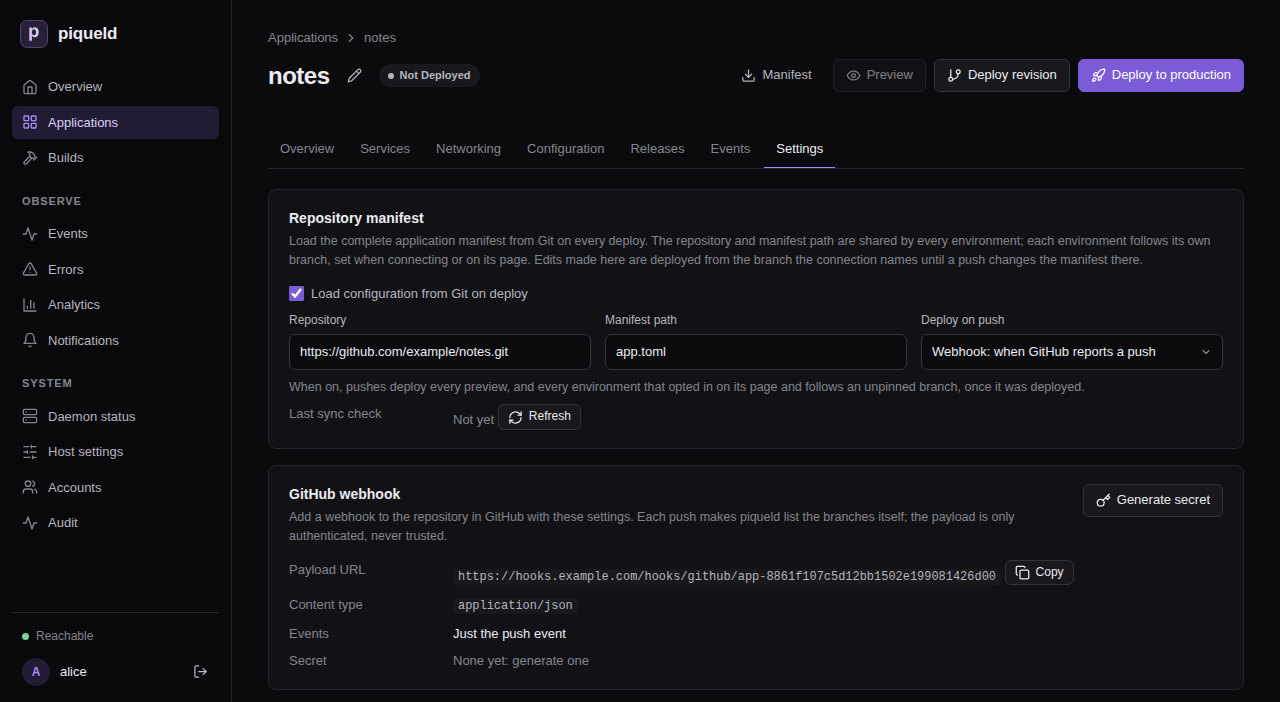 p piqueld
Overview
Applications
Builds
OBSERVE
Events
Errors
Analytics
Notifications
SYSTEM
Daemon status
Host settings
Accounts
Audit
Reachable
A alice
Applications > notes
notes Not Deployed Manifest Preview Deploy revision Deploy to production
Overview Services Networking Configuration Releases Events Settings
Repository manifest
Load the complete application manifest from Git on every deploy. The repository and manifest path are shared by every environment; each environment follows its own
branch, set when connecting or on its page. Edits made here are deployed from the branch the connection names until a push changes the manifest there.
Load configuration from Git on deploy
Repository Manifest path Deploy on push
https://github.com/example/notes.git app.toml Webhook: when GitHub reports a push
When on, pushes deploy every preview, and every environment that opted in on its page and follows an unpinned branch, once it was deployed.
Last sync check Not yet Refresh
GitHub webhook Generate secret
Add a webhook to the repository in GitHub with these settings. Each push makes piqueld list the branches itself; the payload is only
authenticated, never trusted.
Payload URL https://hooks.example.com/hooks/github/app-8861f107c5d12bb1502e199081426d00 Copy
Content type application/json
Events Just the push event
Secret None yet: generate one